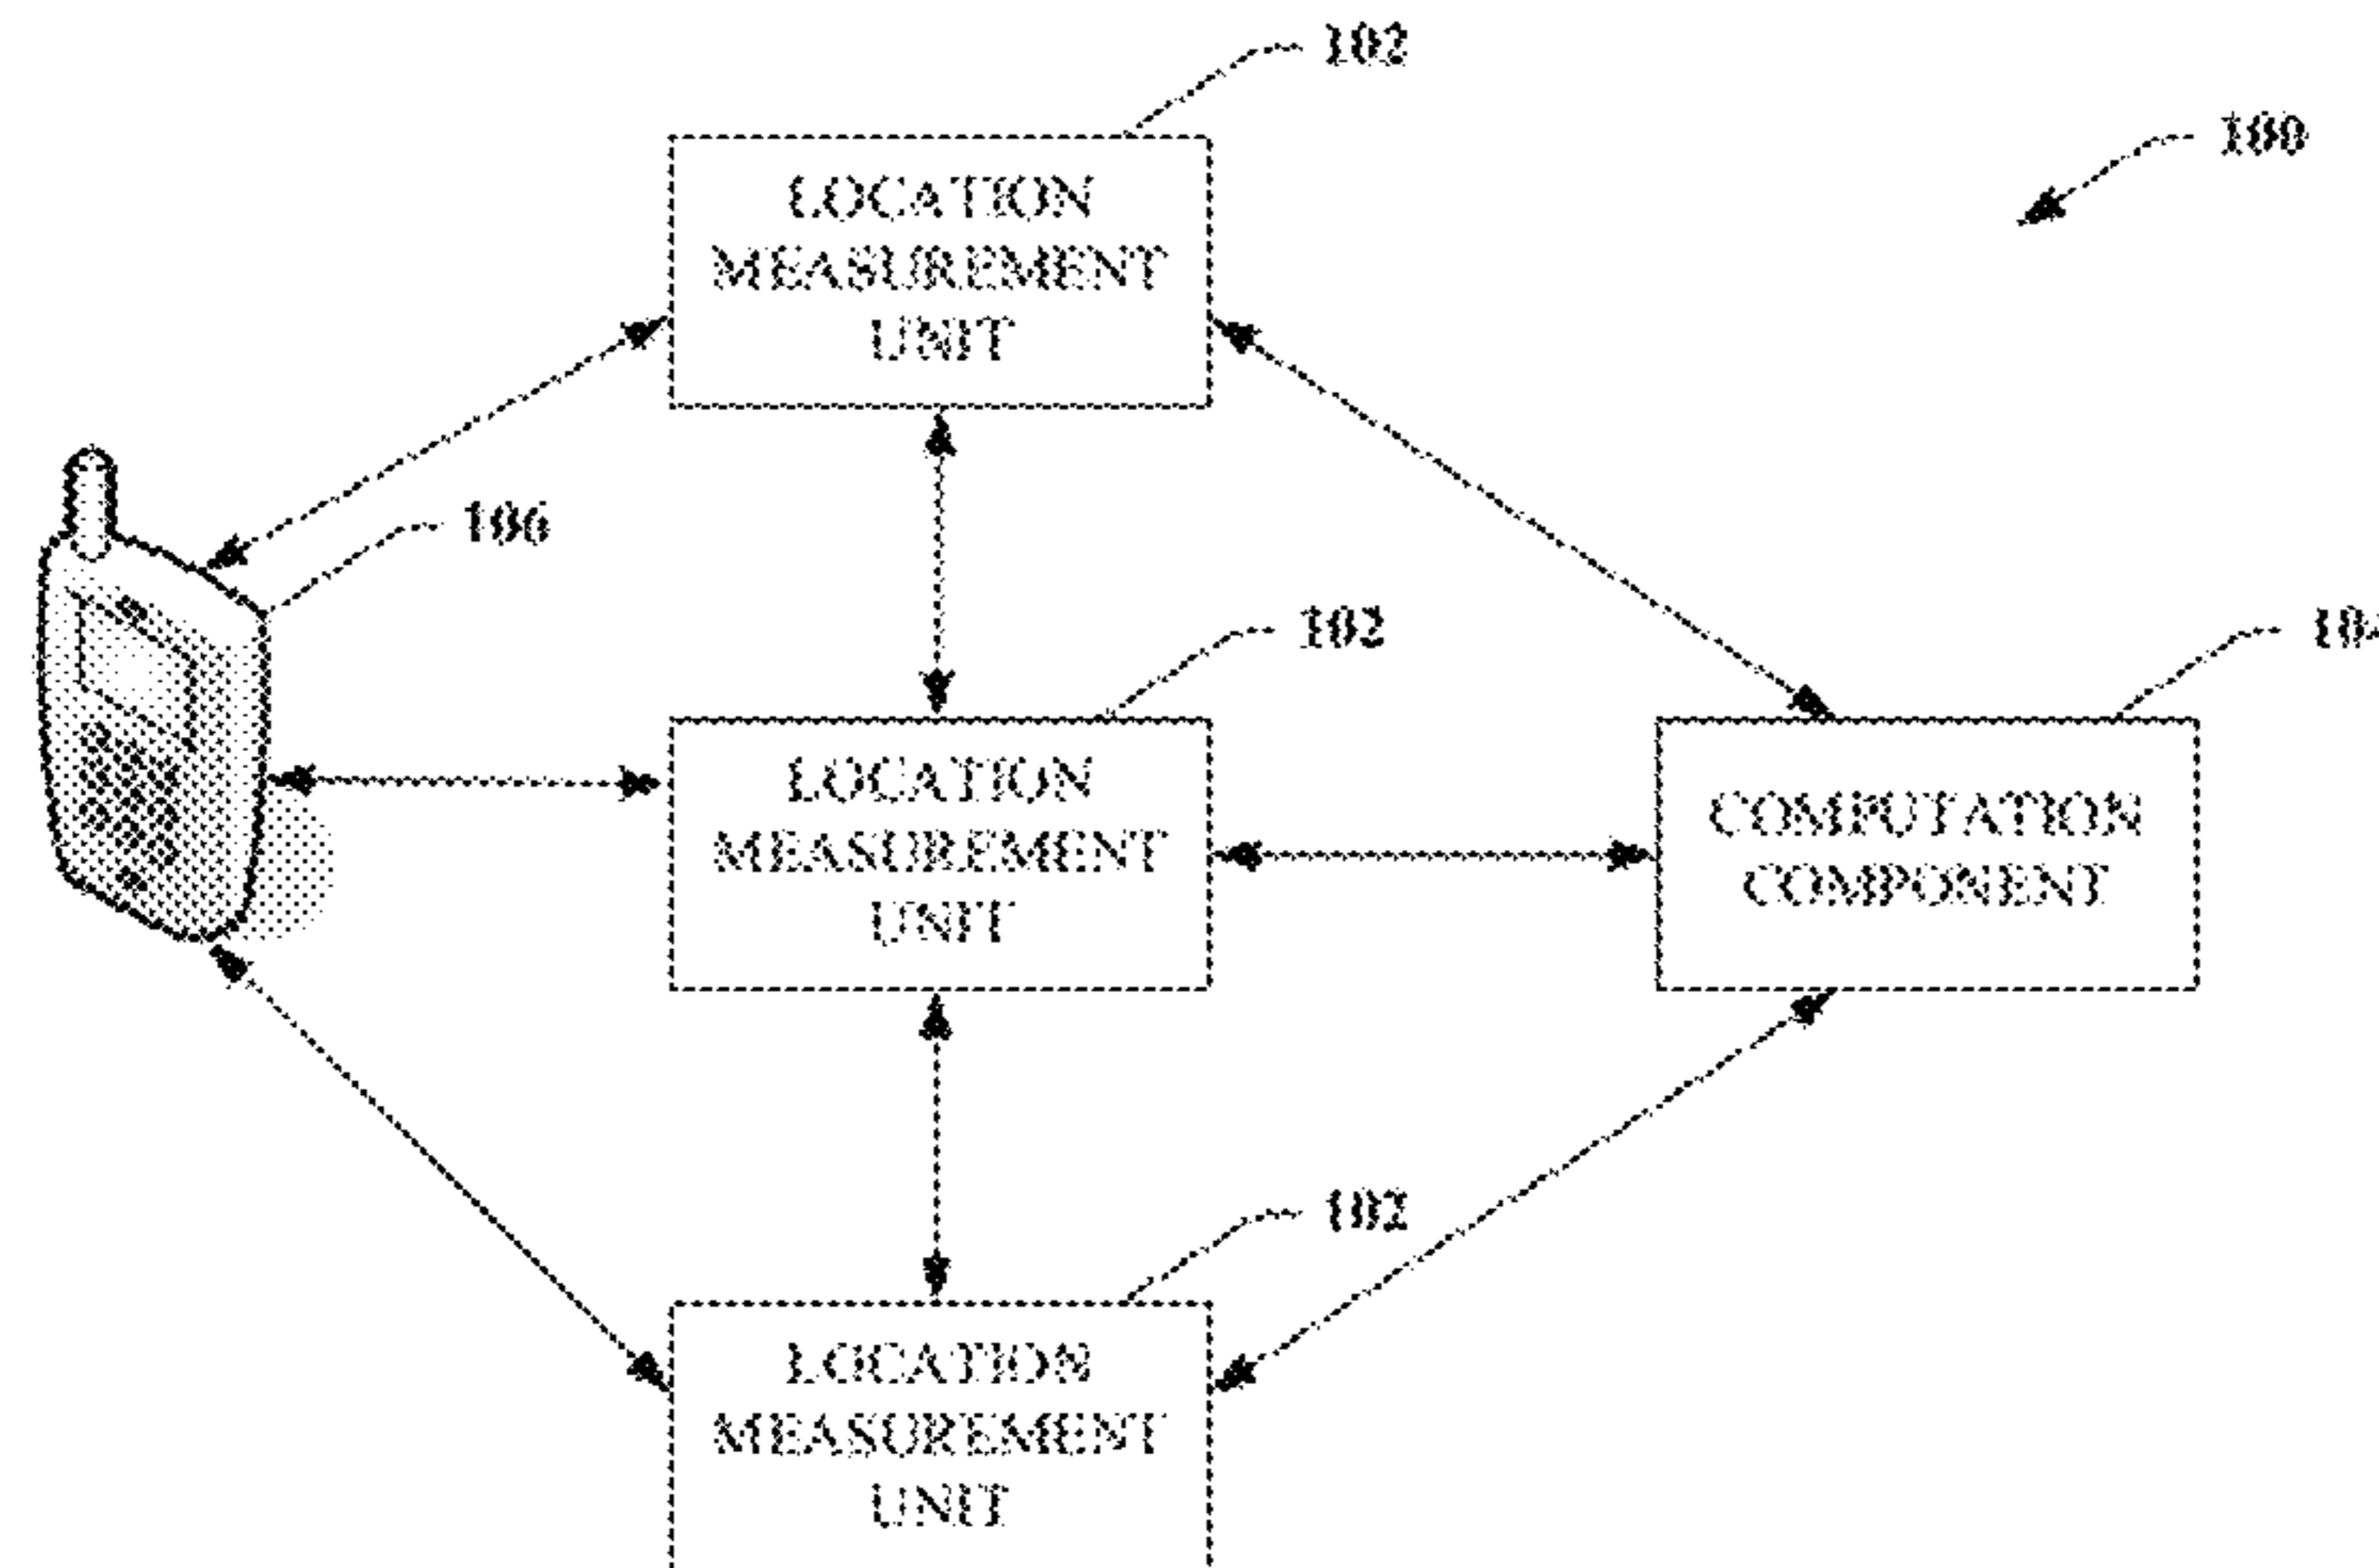 102
100
LOCATION
MEASUREMENT
UNIT
106
102
LOCATION
MEASUREMENT
UNIT
COMPUTATION
COMPONENT
102
LOCATION
MEASUREMENT
UNIT